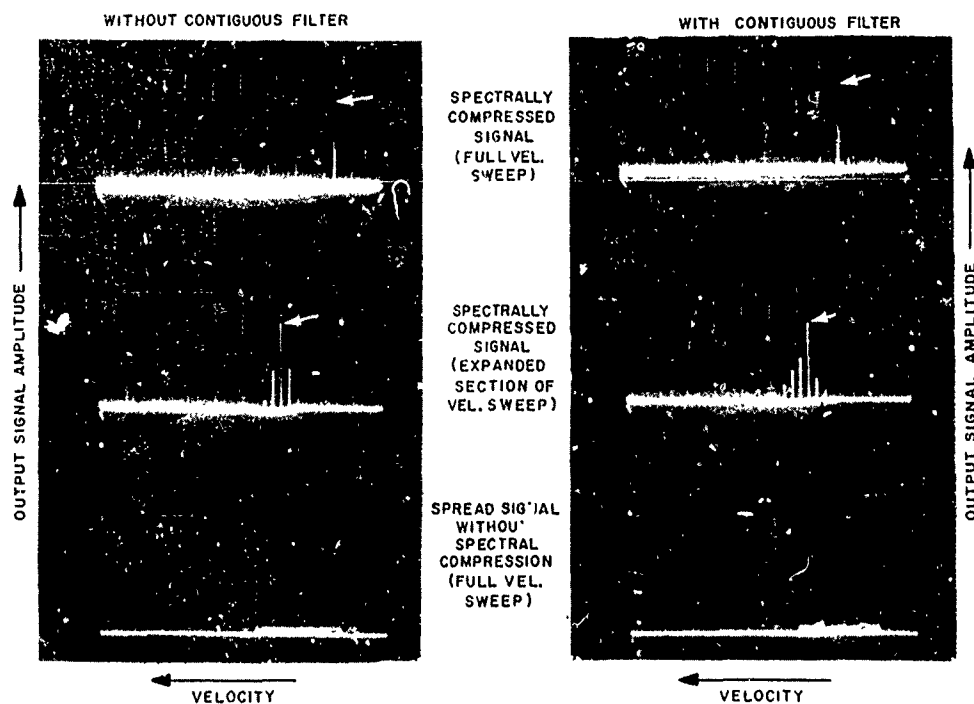 WITHOUT CONTIGUOUS FILTER
WITH CONTIGUOUS FILTER
OUTPUT SIGNAL AMPLITUDE
SPECTRALLY
COMPRESSED
SIGNAL
(FULL VEL.
SWEEP)
SPECTRALLY
COMPRESSED
SIGNAL
(EXPANDED
SECTION OF
VEL. SWEEP)
SPREAD SIG'IAL
WITHOU'
SPECTRAL
COMPRESSION
(FULL VEL.
SWEEP)
OUTPUT SIGNAL AMPLITUDE
VELOCITY
VELOCITY